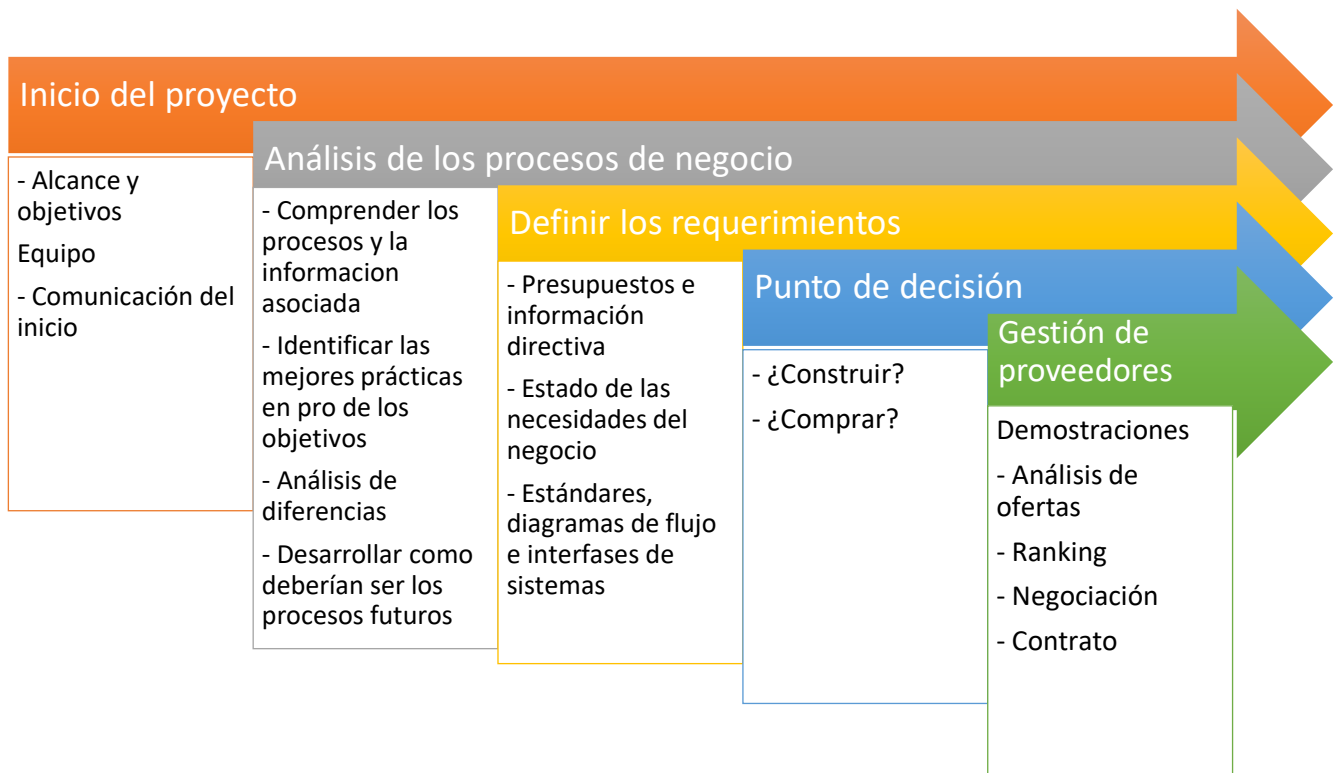 Inicio del proyecto
- Alcance y
objetivos
Equipo
- Comunicación del
inicio
Análisis de los procesos de negocio
- Comprender los
procesos y la
informacion
asociada
- Identificar las
mejores prácticas
en pro de los
objetivos
- Análisis de
diferencias
- Desarrollar como
deberían ser los
procesos futuros
Definir los requerimientos
- Presupuestos e
información
directiva
- Estado de las
necesidades del
negocio
- Estándares,
diagramas de flujo
e interfases de
sistemas
Punto de decisión
- ¿Construir?
- ¿Comprar?
Gestión de
proveedores
Demostraciones
- Análisis de
ofertas
- Ranking
- Negociación
- Contrato